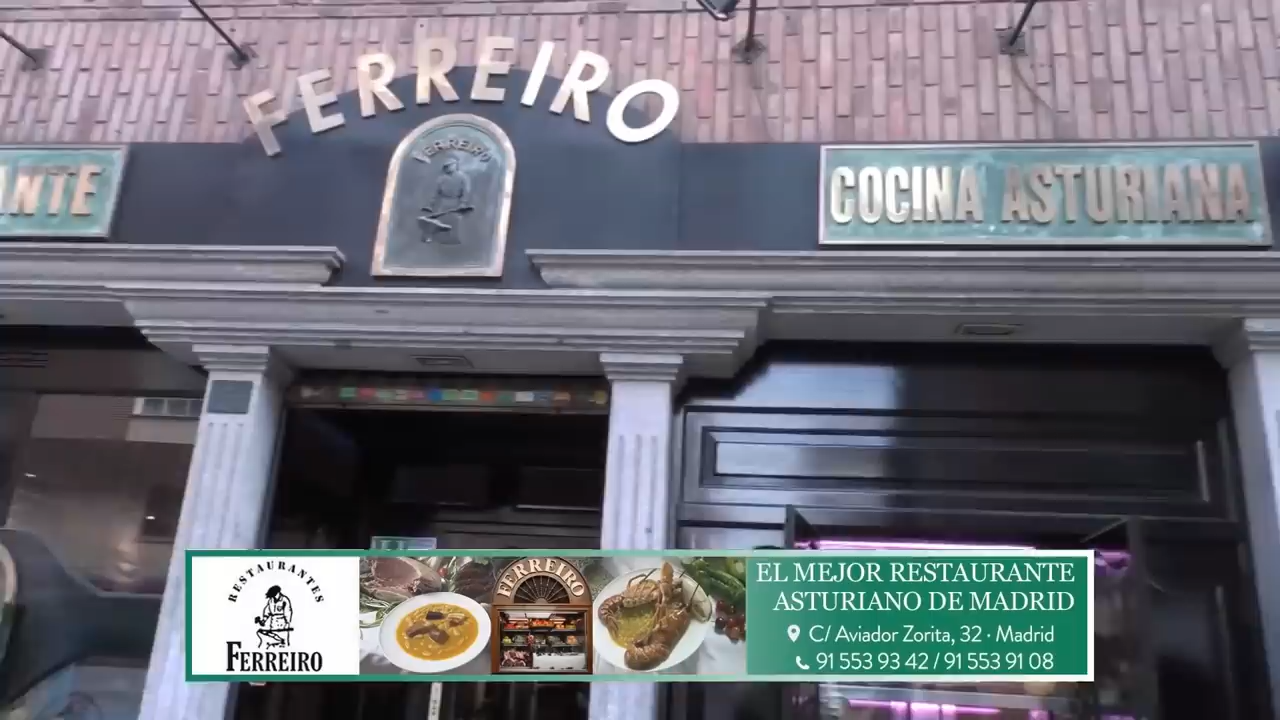 FERREIRO
FERREIRO
ANTE
COCINA ASTURIANA
RESTAURANTES
FERREIRO
FERREIRO
EL MEJOR RESTAURANTE
ASTURIANO DE MADRID
C/ Aviador Zorita, 32 · Madrid
91 553 93 42 / 91 553 91 08